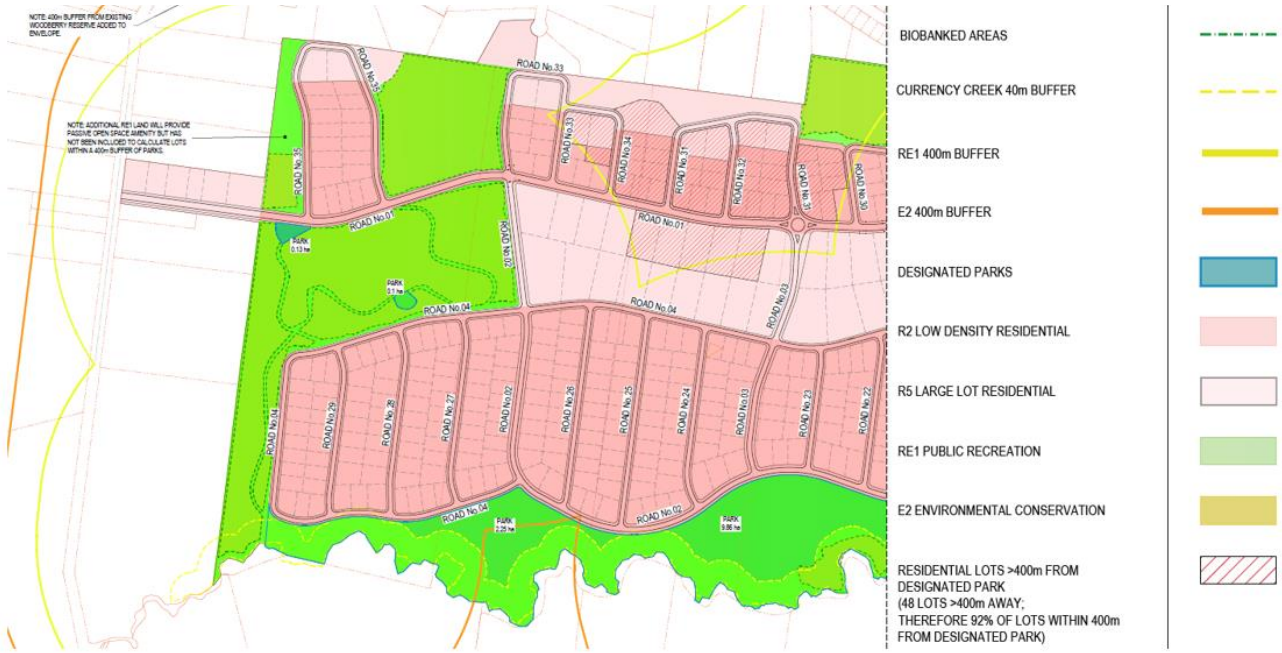 NOTE: 400m BUFFER FROM EXISTING
WOODBERRY RESERVE ADDED TO
ENVELOPE.
NOTE: ADDITIONAL RE1 LAND WILL PROVIDE
PASSIVE OPEN SPACE AMENITY BUT HAS
NOT BEEN INCLUDED TO CALCULATE LOTS
WITHIN A 400m BUFFER OF PARKS.
ROAD No.35
ROAD No.33
ROAD No.35
ROAD No.33
ROAD No.34
ROAD No.31
ROAD No.32
ROAD No.31
ROAD No.30
ROAD No.01
ROAD No.01
PARK
0.13 ha
ROAD No.02
PARK
0.1 ha
ROAD No.04
ROAD No.04
ROAD No.03
ROAD No.04
ROAD No.29
ROAD No.28
ROAD No.27
ROAD No.02
ROAD No.26
ROAD No.25
ROAD No.24
ROAD No.03
ROAD No.23
ROAD No.22
ROAD No.04
PARK
2.25 ha
ROAD No.02
PARK
9.86 ha
BIOBANKED AREAS
CURRENCY CREEK 40m BUFFER
RE1 400m BUFFER
E2 400m BUFFER
DESIGNATED PARKS
R2 LOW DENSITY RESIDENTIAL
R5 LARGE LOT RESIDENTIAL
RE1 PUBLIC RECREATION
E2 ENVIRONMENTAL CONSERVATION
RESIDENTIAL LOTS >400m FROM
DESIGNATED PARK
(48 LOTS >400m AWAY;
THEREFORE 92% OF LOTS WITHIN 400m
FROM DESIGNATED PARK)